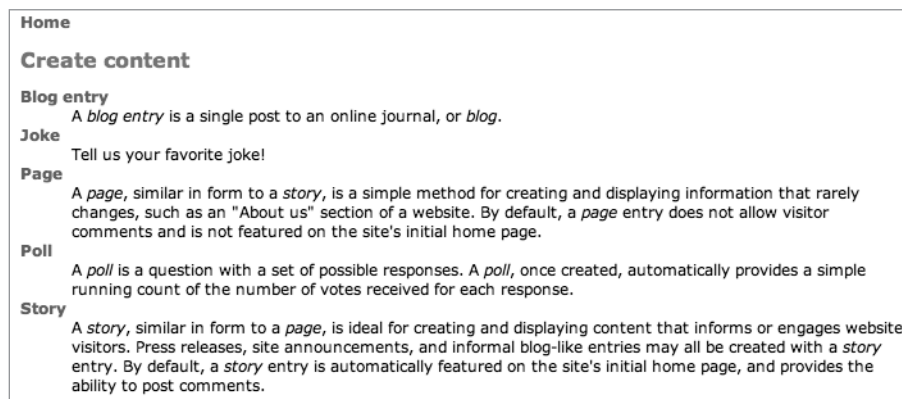 Home
Create content
Blog entry
A blog entry is a single post to an online journal, or blog.
Joke
Tell us your favorite joke!
Page
A page, similar in form to a story, is a simple method for creating and displaying information that rarely
changes, such as an "About us" section of a website. By default, a page entry does not allow visitor
comments and is not featured on the site's initial home page.
Poll
A poll is a question with a set of possible responses. A poll, once created, automatically provides a simple
running count of the number of votes received for each response.
Story
A story, similar in form to a page, is ideal for creating and displaying content that informs or engages website
visitors. Press releases, site announcements, and informal blog-like entries may all be created with a story
entry. By default, a story entry is automatically featured on the site's initial home page, and provides the
ability to post comments.